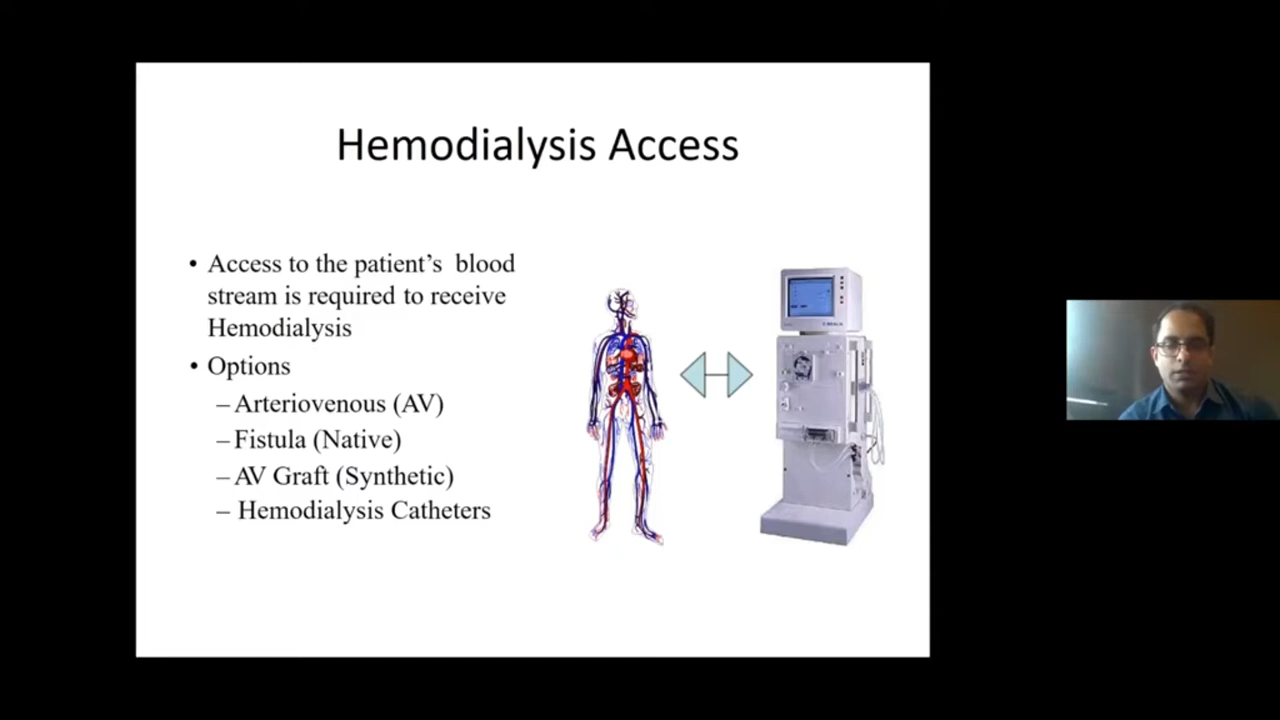 Hemodialysis Access
• Access to the patient’s  blood
stream is required to receive
Hemodialysis
• Options
– Arteriovenous (AV)
– Fistula (Native)
– AV Graft (Synthetic)
– Hemodialysis Catheters